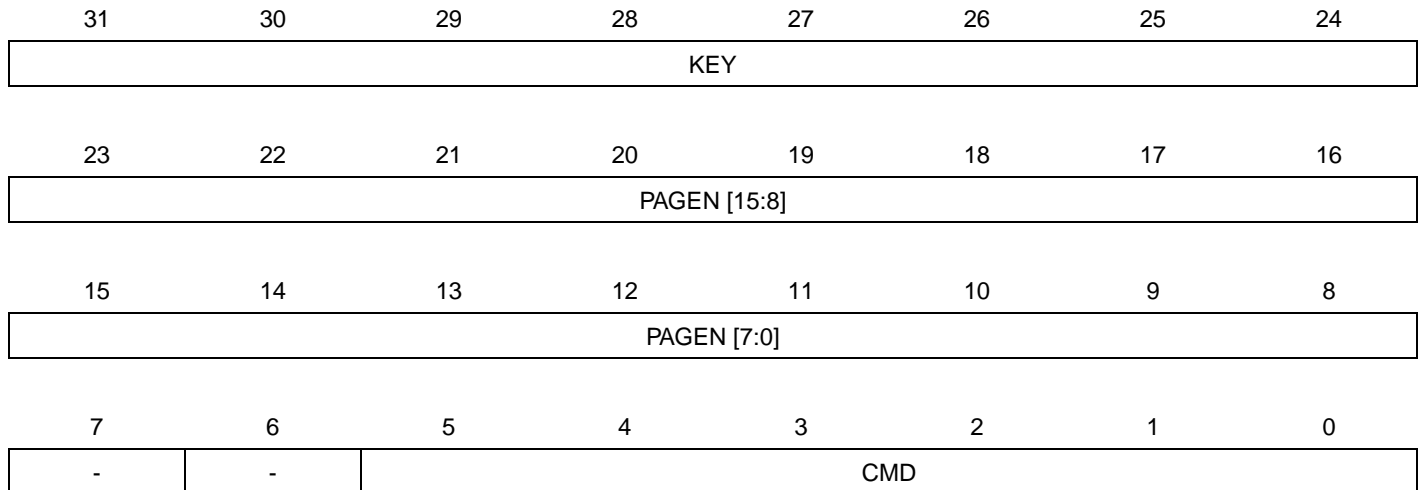 31 30 29 28 27 26 25 24
KEY
23 22 21 20 19 18 17 16
PAGEN [15:8]
15 14 13 12 11 10 9 8
PAGEN [7:0]
7 6 5 4 3 2 1 0
- - CMD